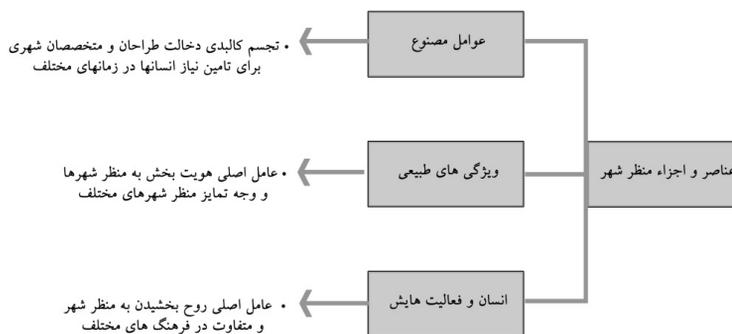 عناصر و اجزاء منظر شهر
عوامل مصنوع
• تجسم کالبدی دخالت طراحان و متخصصان شهری
برای تامین نیاز انسانها در زمانهای مختلف
ویژگی های طبیعی
• عامل اصلی هویت بخش به منظر شهرها
و وجه تمایز منظر شهرهای مختلف
انسان و فعالیت هایش
• عامل اصلی روح بخشیدن به منظر شهر
و متفاوت در فرهنگ های مختلف